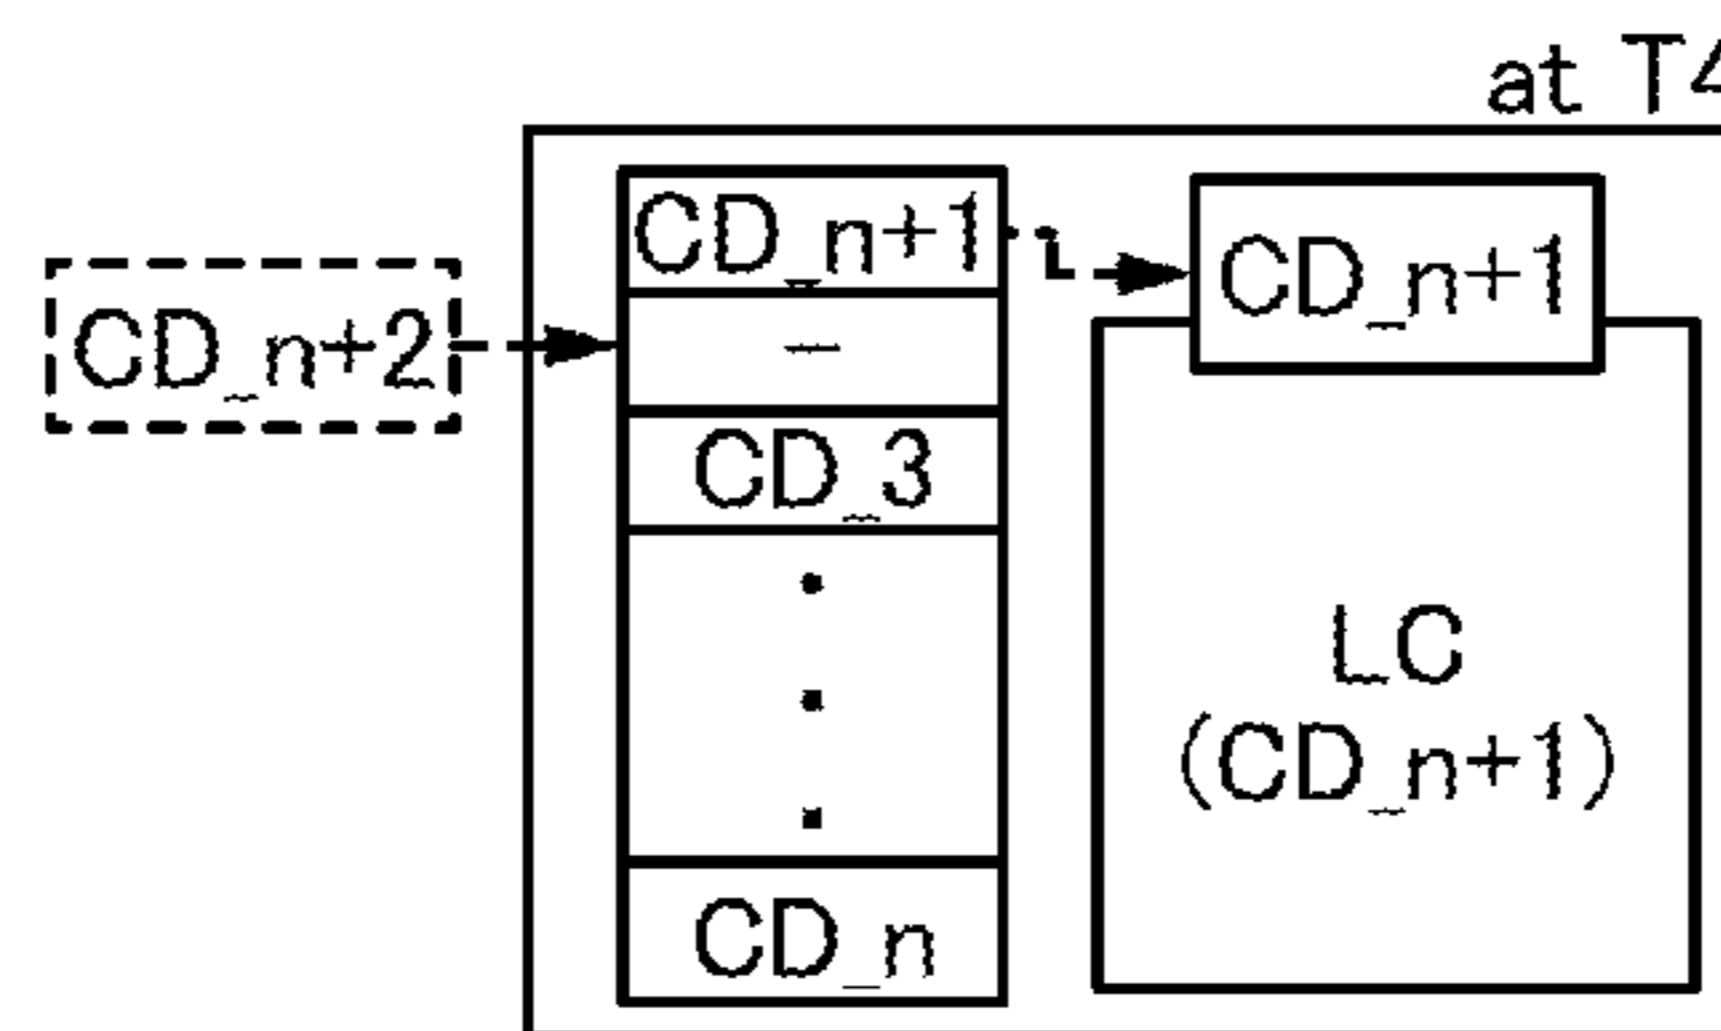 at T4
CD_n+1
CD_n+1
CD_n+2
–
CD_3
LC
(CD_n+1)
CD_n